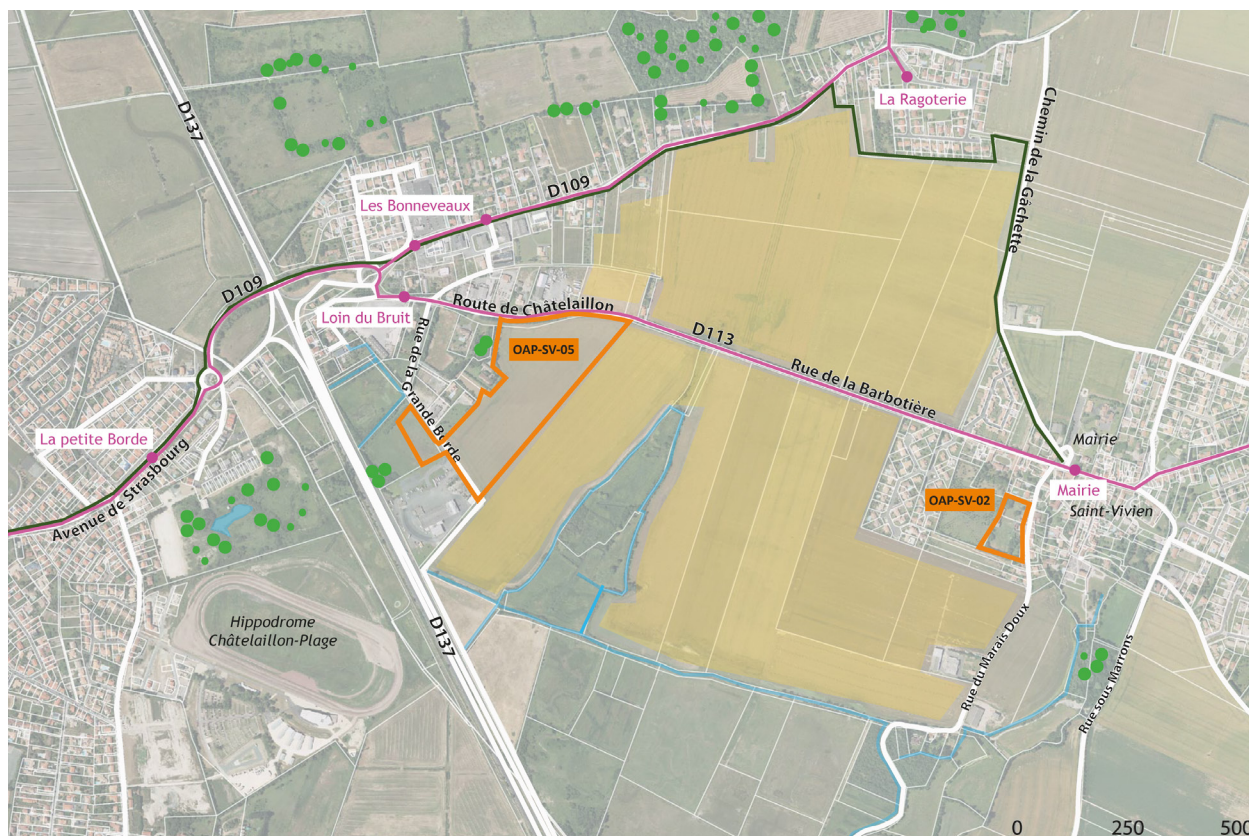 La Ragoterie
D137
Chemin de la Gâchette
Les Bonneveaux
D109
D109
Loin du Bruit
Route de Châtelaillon
D113
Rue de la Barbotière
OAP-SV-05
Rue de la Grande Borde
La petite Borde
Avenue de Strasbourg
Mairie
Mairie
Saint-Vivien
OAP-SV-02
Hippodrome
Châtelaillon-Plage
D137
Rue du Marais Doux
Rue sous Marrons
0 250 500